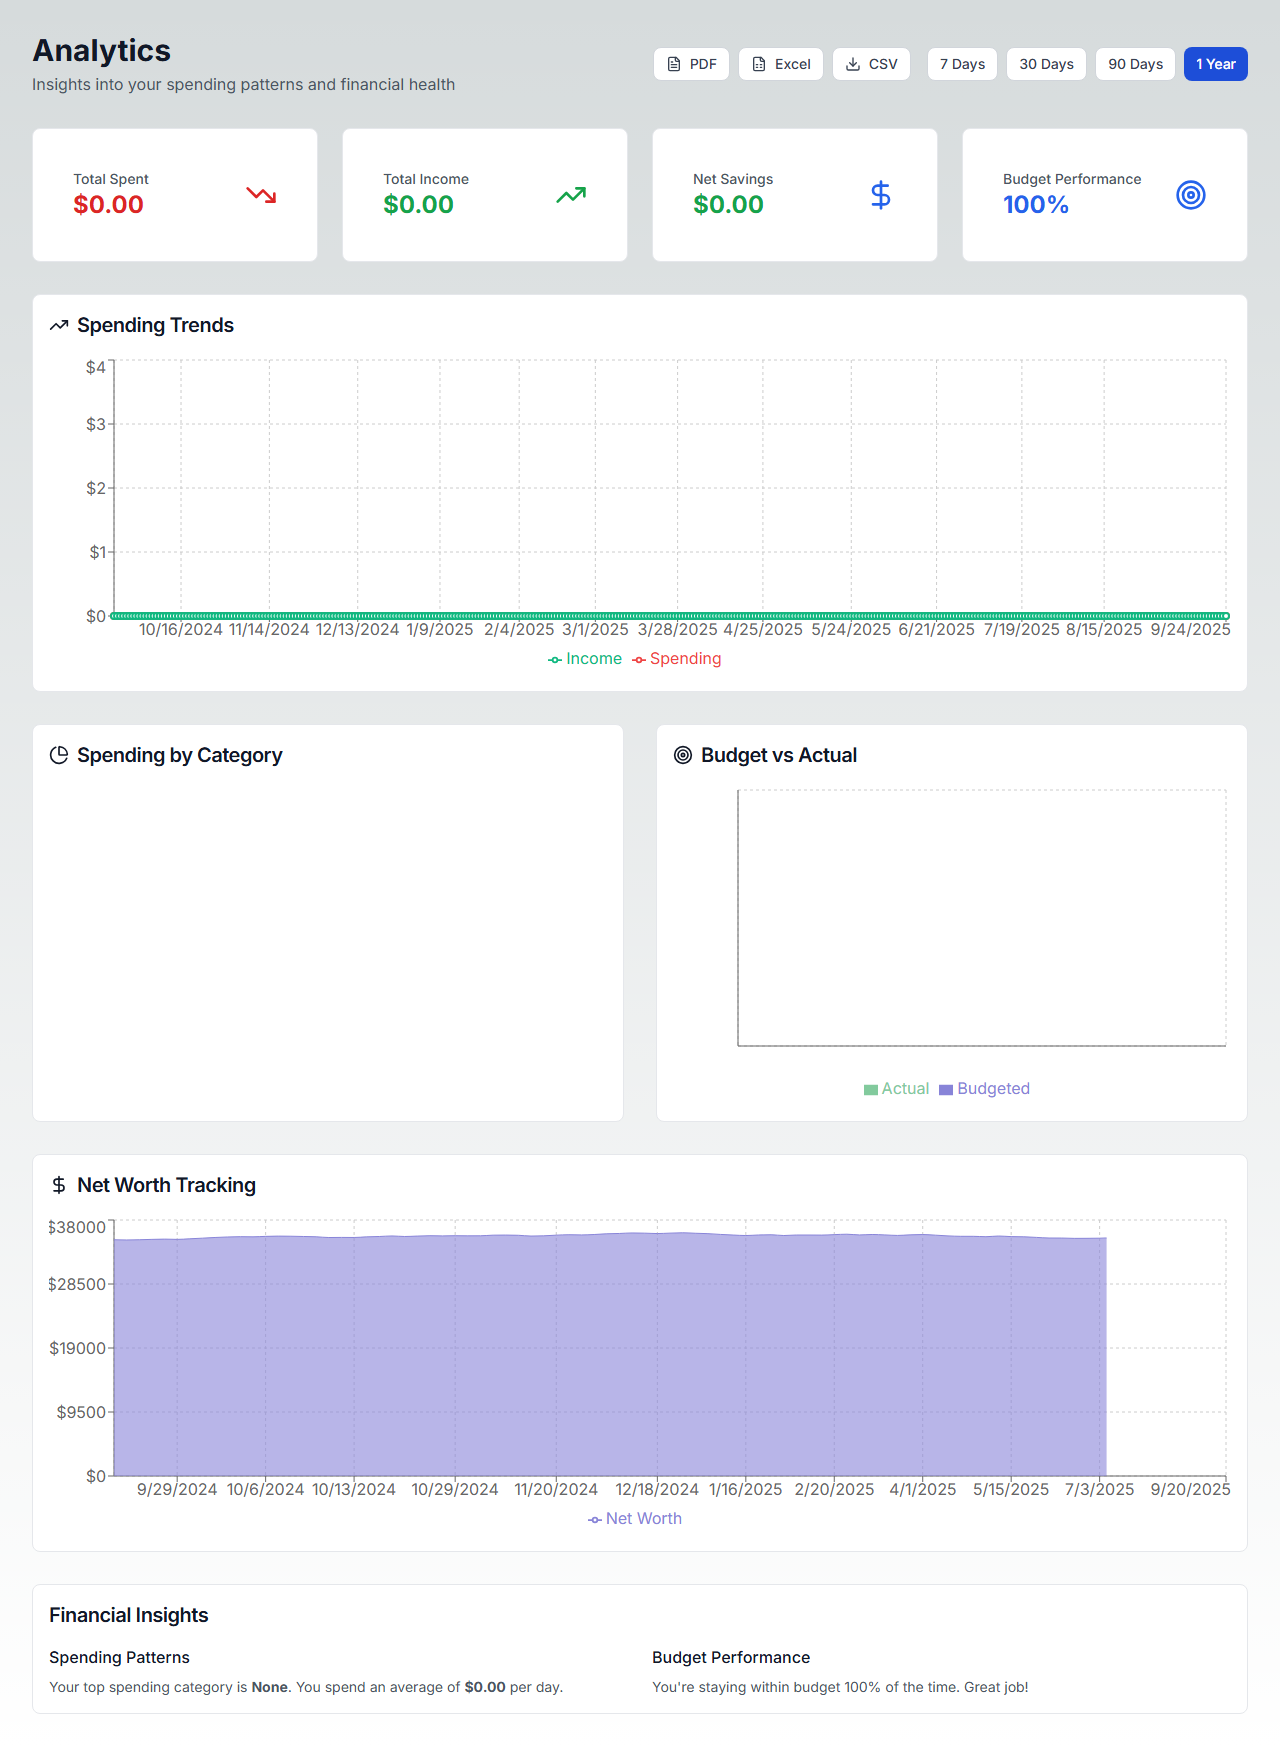 Analytics
Insights into your spending patterns and financial health
PDF
Excel
CSV
7 Days
30 Days
90 Days
1 Year
Total Spent
$0.00
Total Income
$0.00
Net Savings
$0.00
Budget Performance
100%
Spending Trends
$4
$3
$2
$1
$0
10/16/2024 11/14/2024 12/13/2024 1/9/2025 2/4/2025 3/1/2025 3/28/2025 4/25/2025 5/24/2025 6/21/2025 7/19/2025 8/15/2025 9/24/2025
Income Spending
Spending by Category
Budget vs Actual
Actual Budgeted
Net Worth Tracking
$38000
$28500
$19000
$9500
$0
9/29/2024 10/6/2024 10/13/2024 10/29/2024 11/20/2024 12/18/2024 1/16/2025 2/20/2025 4/1/2025 5/15/2025 7/3/2025 9/20/2025
Net Worth
Financial Insights
Spending Patterns
Your top spending category is None. You spend an average of $0.00 per day.
Budget Performance
You're staying within budget 100% of the time. Great job!